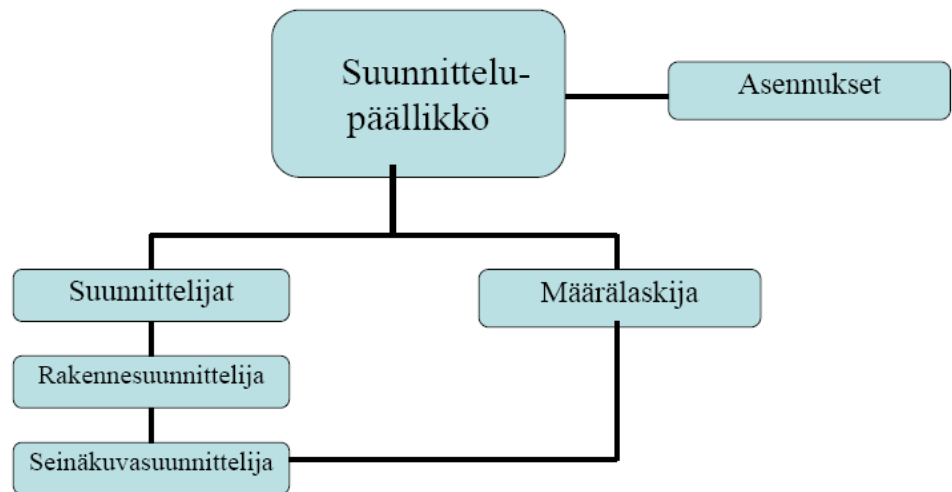 Suunnittelu-
päällikkö
Asennukset
Suunnittelijat
Määrälaskija
Rakennesuunnittelija
Seinäkuvasuunnittelija